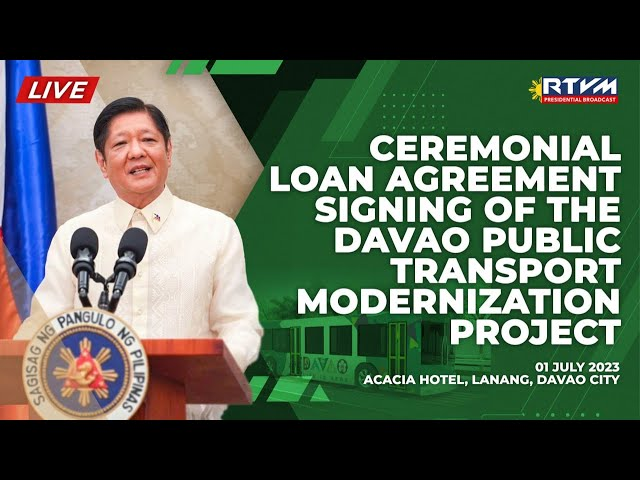 LIVE
RTVM
PRESIDENTIAL BROADCAST
CEREMONIAL
LOAN AGREEMENT
SIGNING OF THE
DAVAO PUBLIC
TRANSPORT
MODERNIZATION
PROJECT
01 JULY 2023
ACACIA HOTEL, LANANG, DAVAO CITY
SAGISAG NG PANGULO NG PILIPINAS
DAVAO